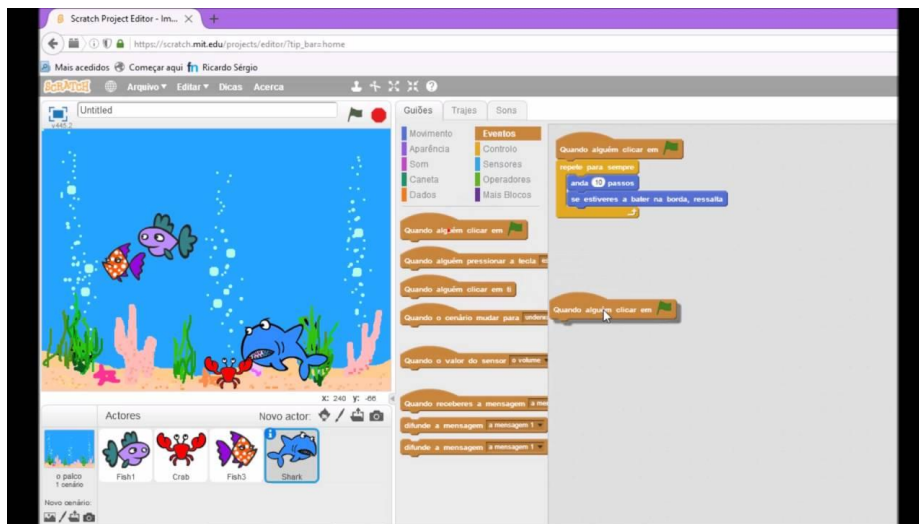 Scratch Project Editor - Im...
https://scratch.mit.edu/projects/editor/?tip_bar=home
Mais acedidos Começar aqui fn Ricardo Sérgio
SCRATCH Arquivo Editar Dicas Acerca
Untitled
v445.2
Guiões Trajes Sons
Movimento Eventos
Aparência Controlo
Som Sensores
Caneta Operadores
Dados Mais Blocos
Quando alguém clicar em
Quando alguém pressionar a tecla
Quando alguém clicar em
Quando o cenário mudar para
Quando o valor do sensor o volume
Quando receberes a mensagem
difunde a mensagem a mensagem 1
difunde a mensagem a mensagem 1
Quando alguém clicar em
repete para sempre
anda 10 passos
se estiveres a bater na borda, ressalta
Quando alguém clicar em
x: 240 y: -66
Actores Novo actor:
o palco
1 cenário
Fish1 Crab Fish3 Shark
Novo cenário: